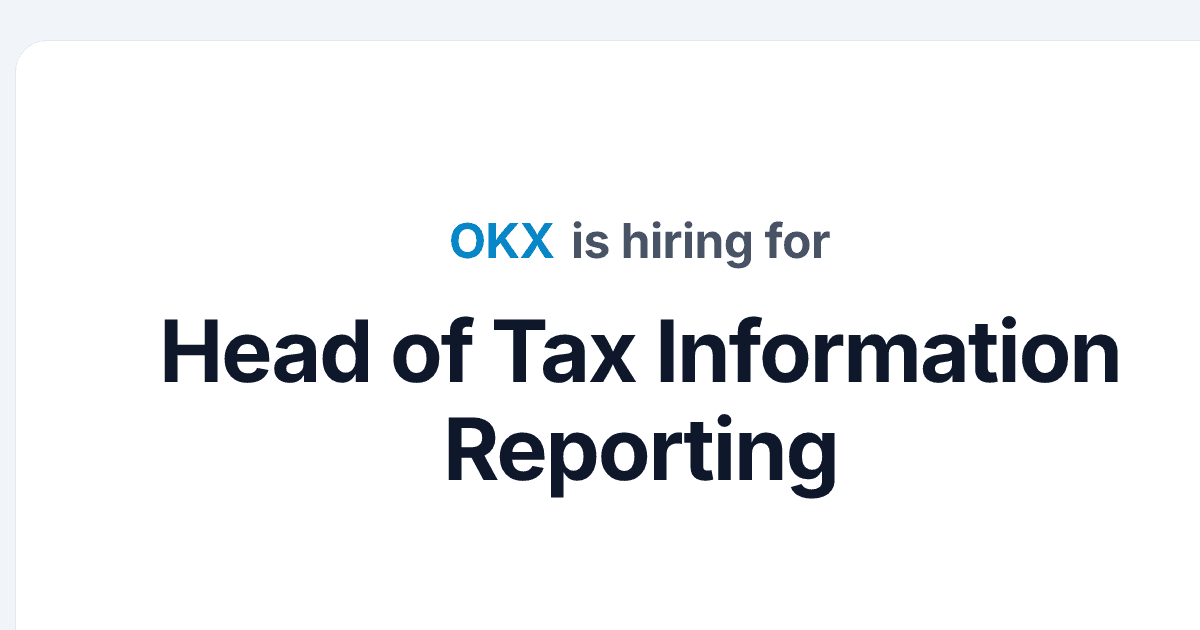 OKX is hiring for
Head of Tax Information
Reporting